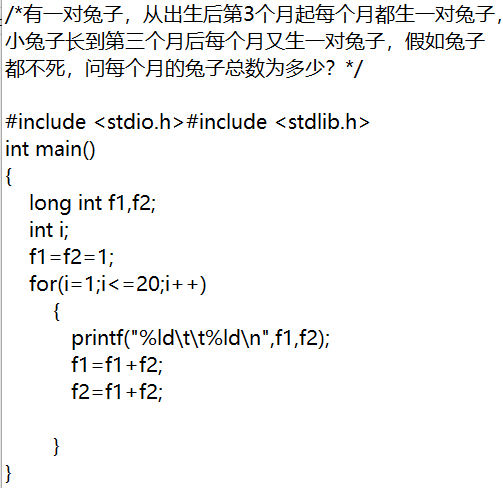 /*有一对兔子，从出生后第3个月起每个月都生一对兔子，
小兔子长到第三个月后每个月又生一对兔子，假如兔子
都不死，问每个月的兔子总数为多少？*/
#include <stdio.h>#include <stdlib.h>
int main()
{
long int f1,f2;
int i;
f1=f2=1;
for(i=1;i<=20;i++)
{
printf("%ld\t\t%ld\n",f1,f2);
f1=f1+f2;
f2=f1+f2;
}
}